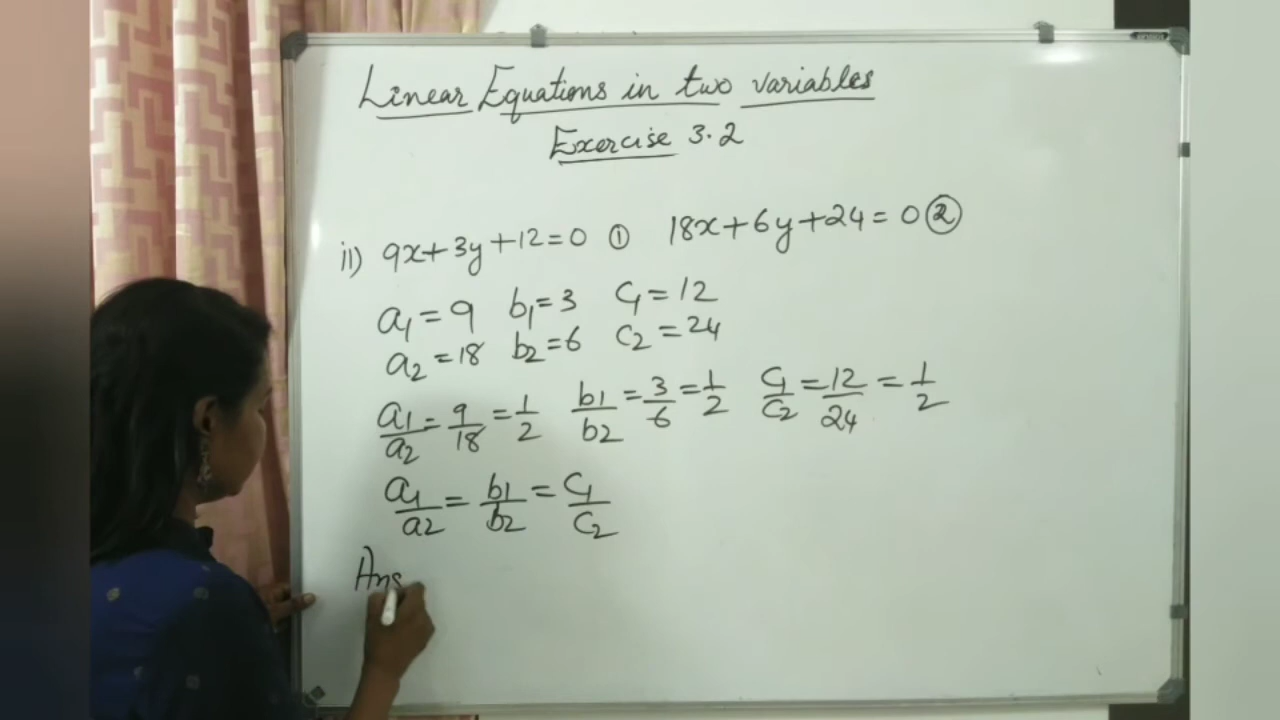 Linear Equations in two variables
Exercise 3.2
ii) 9x+3y+12=0 ① 18x+6y+24=0 ②
a₁=9 b₁=3 c₁=12
a₂=18 b₂=6 c₂=24
a₁/a₂=9/18=1/2 b₁/b₂=3/6=1/2 c₁/c₂=12/24=1/2
a₁/a₂=b₁/b₂=c₁/c₂
Ans